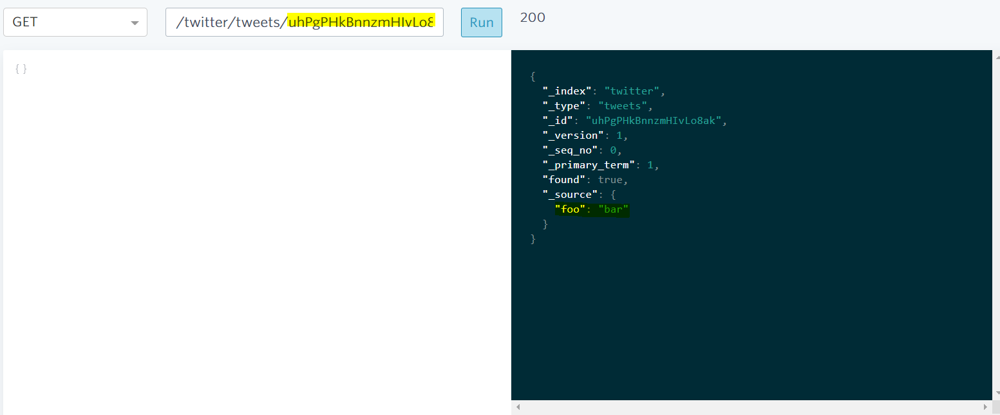 GET /twitter/tweets/uhPgPHkBnnzmHIvLo8 Run 200
{ }
{
"_index": "twitter",
"_type": "tweets",
"_id": "uhPgPHkBnnzmHIvLo8ak",
"_version": 1,
"_seq_no": 0,
"_primary_term": 1,
"found": true,
"_source": {
"foo": "bar"
}
}